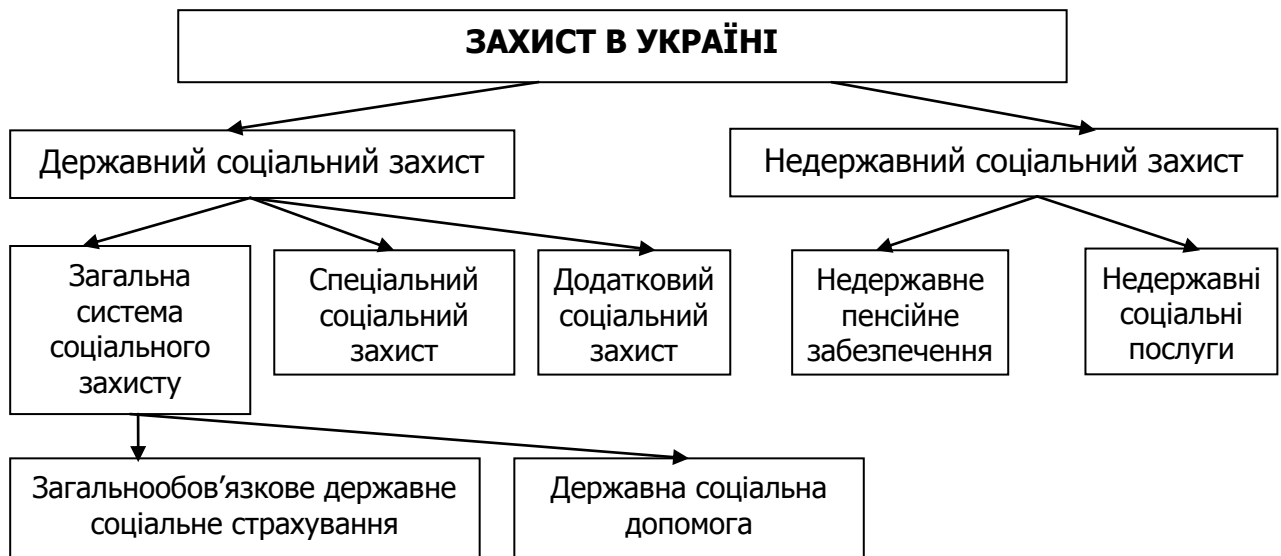 ЗАХИСТ В УКРАЇНІ
Державний соціальний захист
Недержавний соціальний захист
Загальна
система
соціального
захисту
Спеціальний
соціальний
захист
Додатковий
соціальний
захист
Недержавне
пенсійне
забезпечення
Недержавні
соціальні
послуги
Загальнообов’язкове державне
соціальне страхування
Державна соціальна
допомога